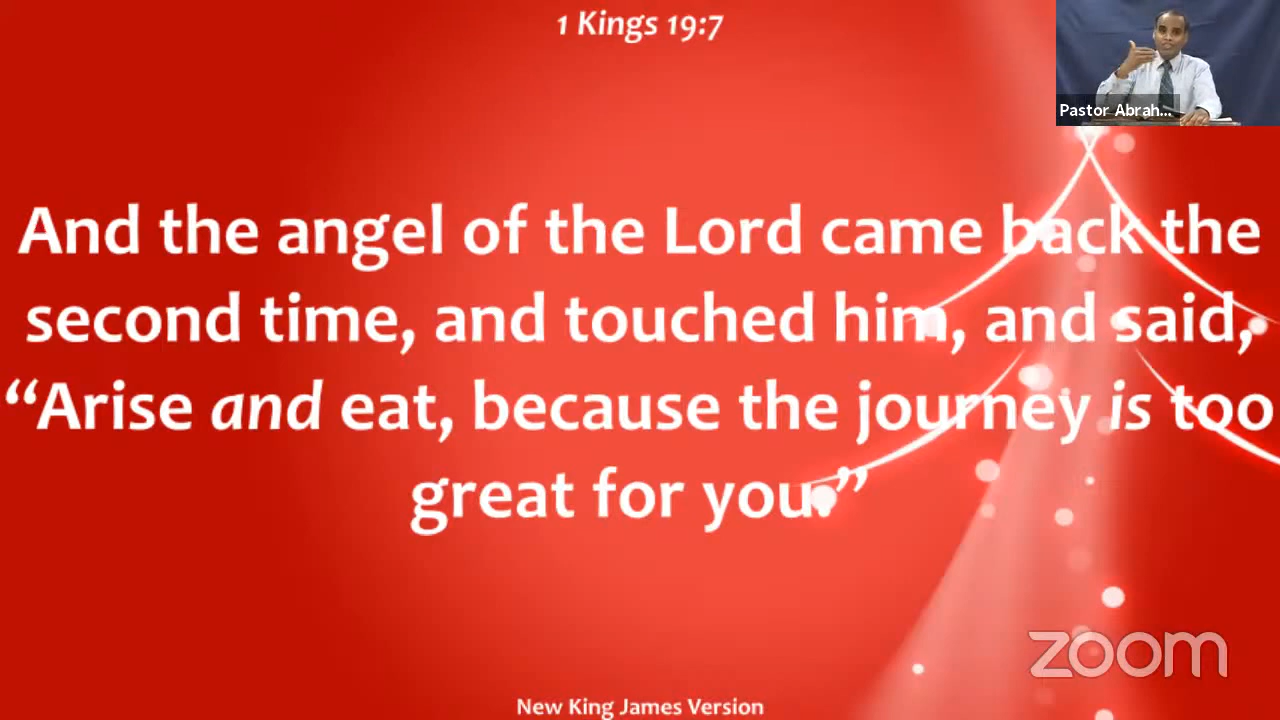 1 Kings 19:7
Pastor Abrah...
And the angel of the Lord came back the
second time, and touched him, and said,
“Arise and eat, because the journey is too
great for you.”
zoom
New King James Version